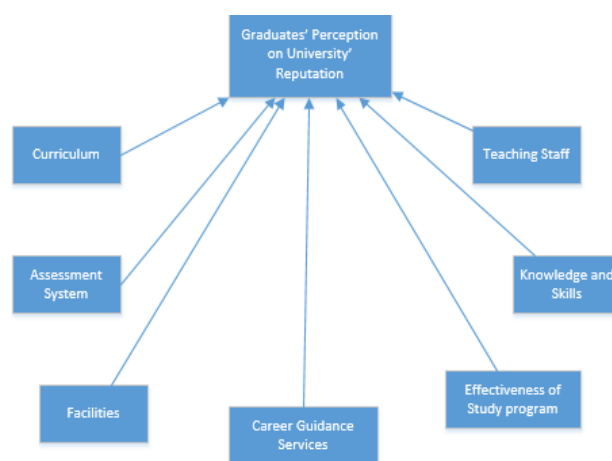 Graduates' Perception
on University'
Reputation
Curriculum
Teaching Staff
Assessment
System
Knowledge and
Skills
Facilities
Career Guidance
Services
Effectiveness of
Study program